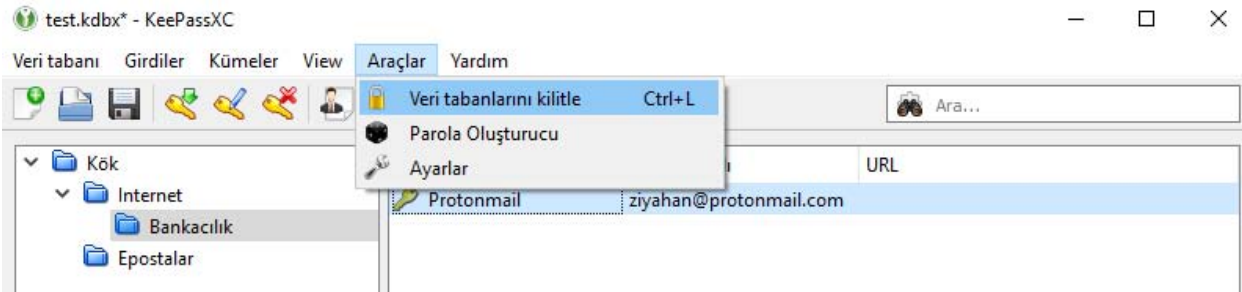 test.kdbx* - KeePassXC
Veri tabanı Girdiler Kümeler View Araçlar Yardım
Veri tabanlarını kilitle Ctrl+L
Ara...
Parola Oluşturucu
Ayarlar
URL
Kök
Internet
Protonmail ziyahan@protonmail.com
Bankacılık
Epostalar